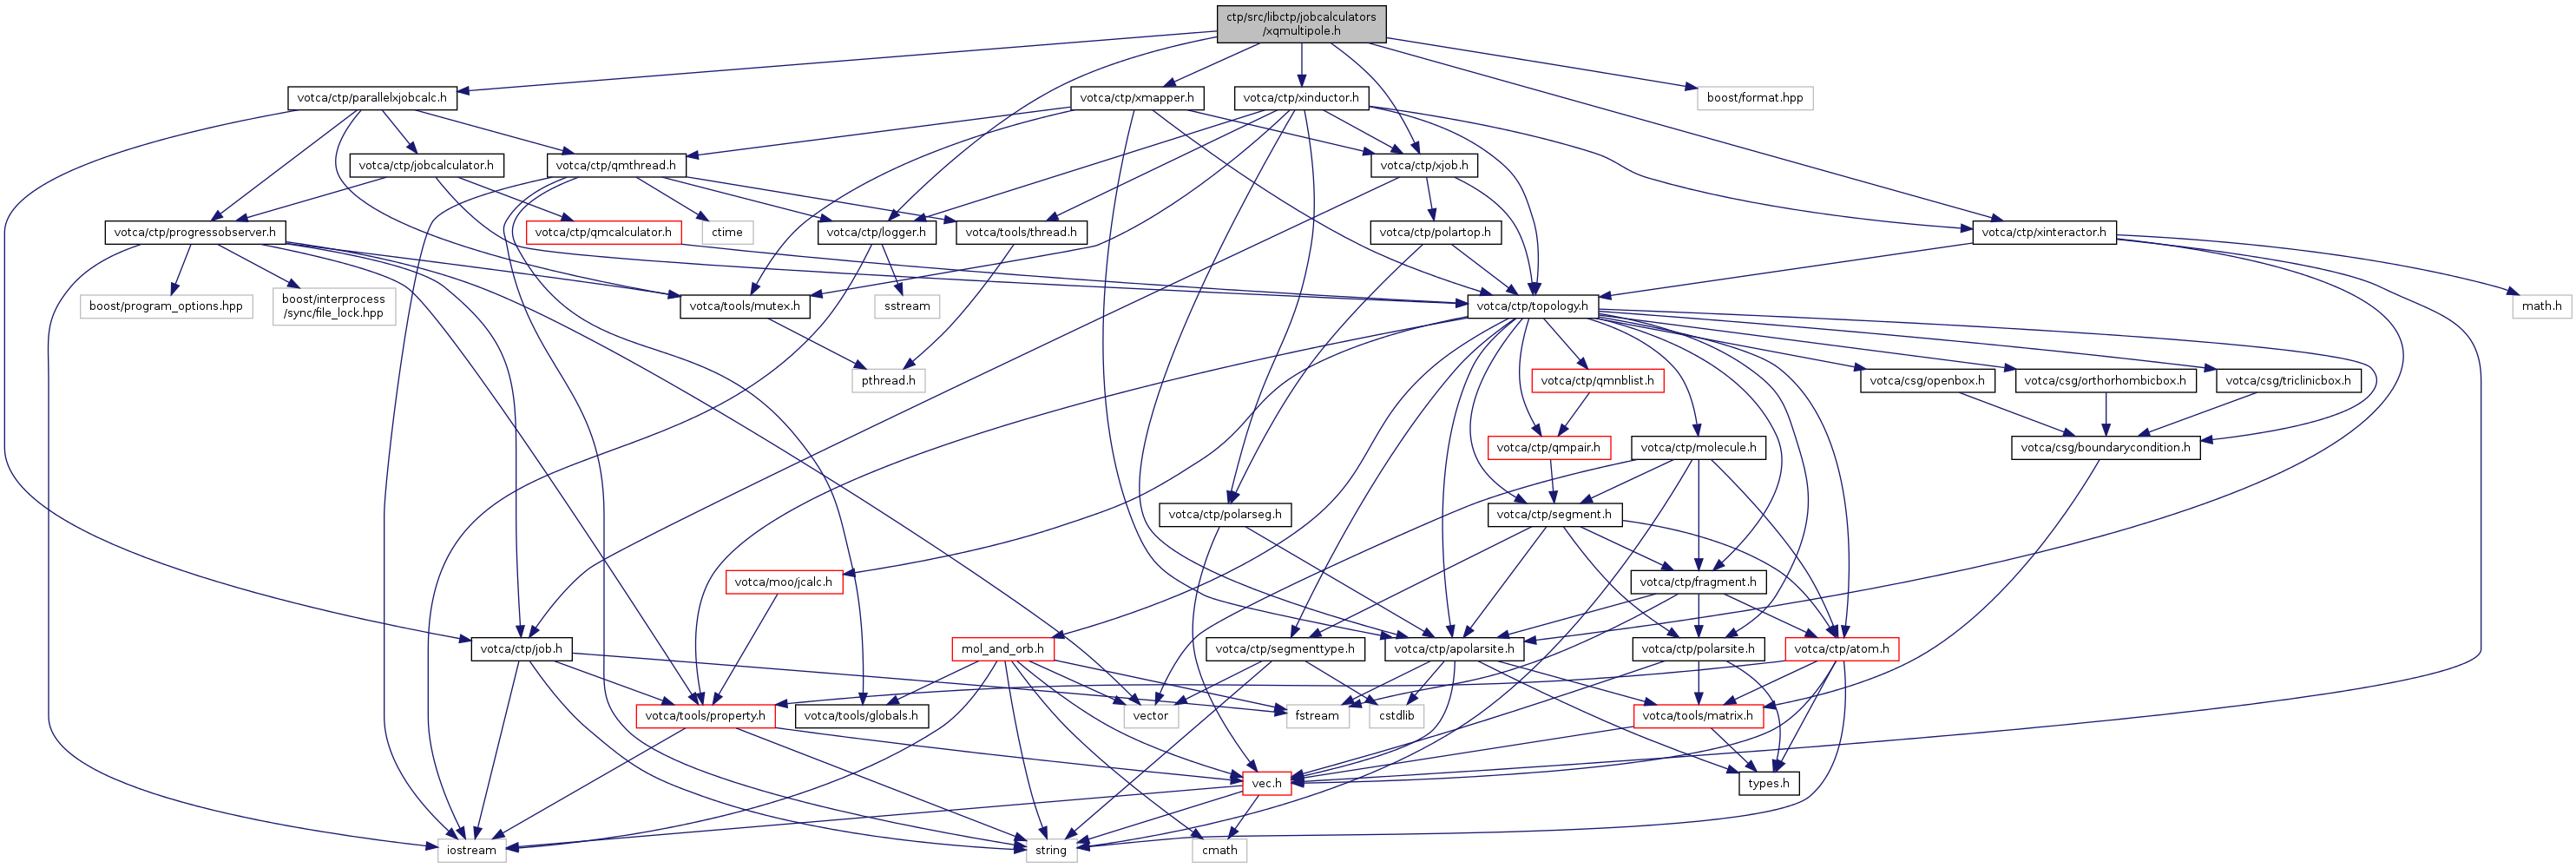 ctp/src/libctp/jobcalculators
/xqmultipole.h
votca/ctp/parallelxjobcalc.h
votca/ctp/xmapper.h
votca/ctp/xinductor.h
boost/format.hpp
votca/ctp/jobcalculator.h
votca/ctp/qmthread.h
votca/ctp/xjob.h
votca/ctp/progressobserver.h
votca/ctp/qmcalculator.h
ctime
votca/ctp/logger.h
votca/tools/thread.h
votca/ctp/polartop.h
votca/ctp/xinteractor.h
boost/program_options.hpp
boost/interprocess
/sync/file_lock.hpp
votca/tools/mutex.h
sstream
votca/ctp/topology.h
math.h
pthread.h
votca/ctp/qmnblist.h
votca/csg/openbox.h
votca/csg/orthorhombicbox.h
votca/csg/triclinicbox.h
votca/ctp/qmpair.h
votca/ctp/molecule.h
votca/csg/boundarycondition.h
votca/ctp/polarseg.h
votca/ctp/segment.h
votca/moo/jcalc.h
votca/ctp/fragment.h
votca/ctp/job.h
mol_and_orb.h
votca/ctp/segmenttype.h
votca/ctp/apolarsite.h
votca/ctp/polarsite.h
votca/ctp/atom.h
votca/tools/property.h
votca/tools/globals.h
vector
fstream
cstdlib
votca/tools/matrix.h
vec.h
types.h
iostream
string
cmath